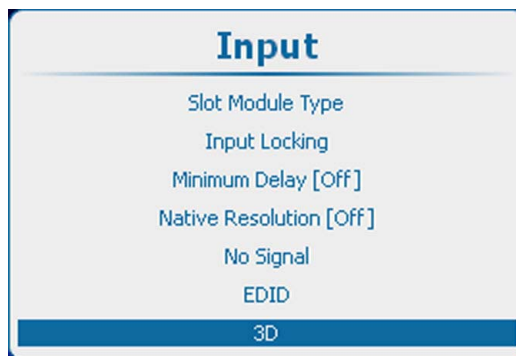 Input
Slot Module Type
Input Locking
Minimum Delay [Off]
Native Resolution [Off]
No Signal
EDID
3D